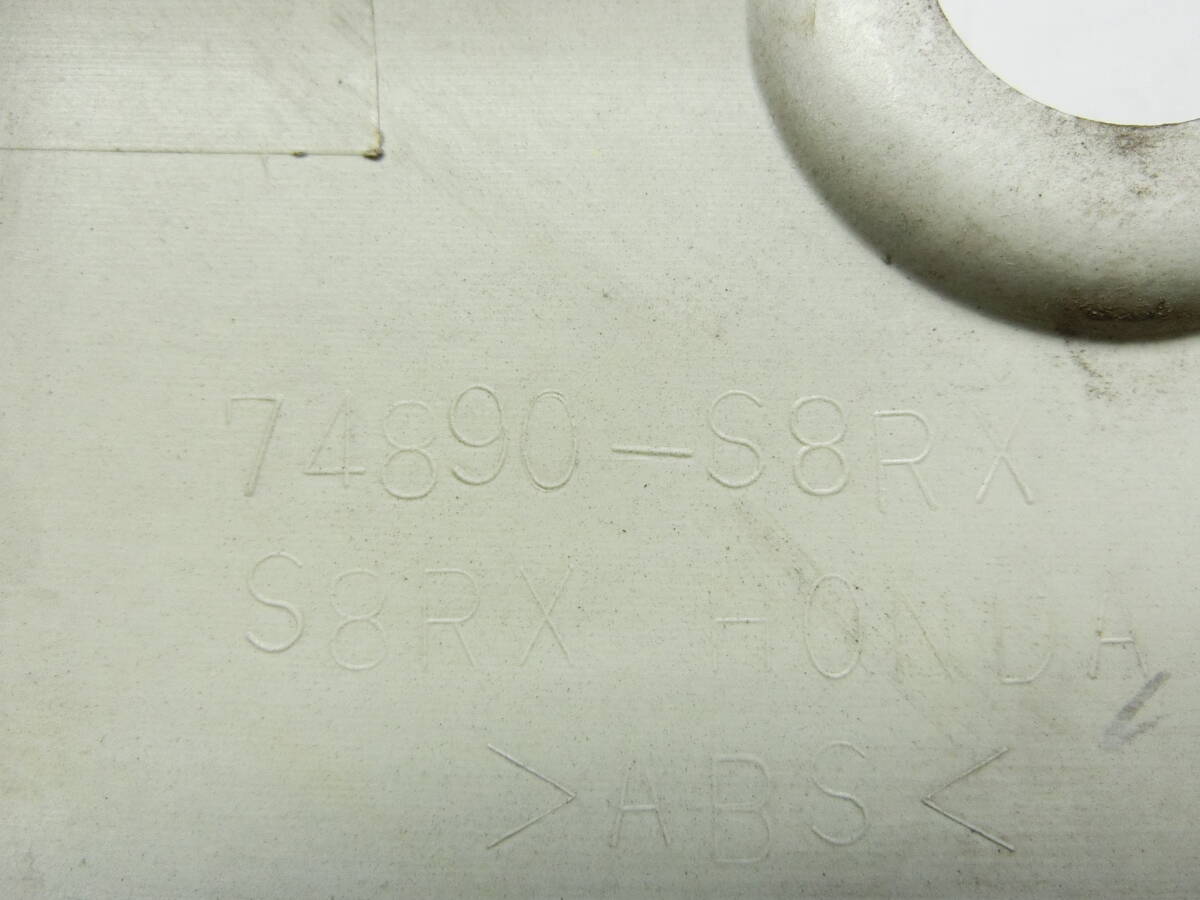 74890-S8RX
S8RX HONDA
>ABS<